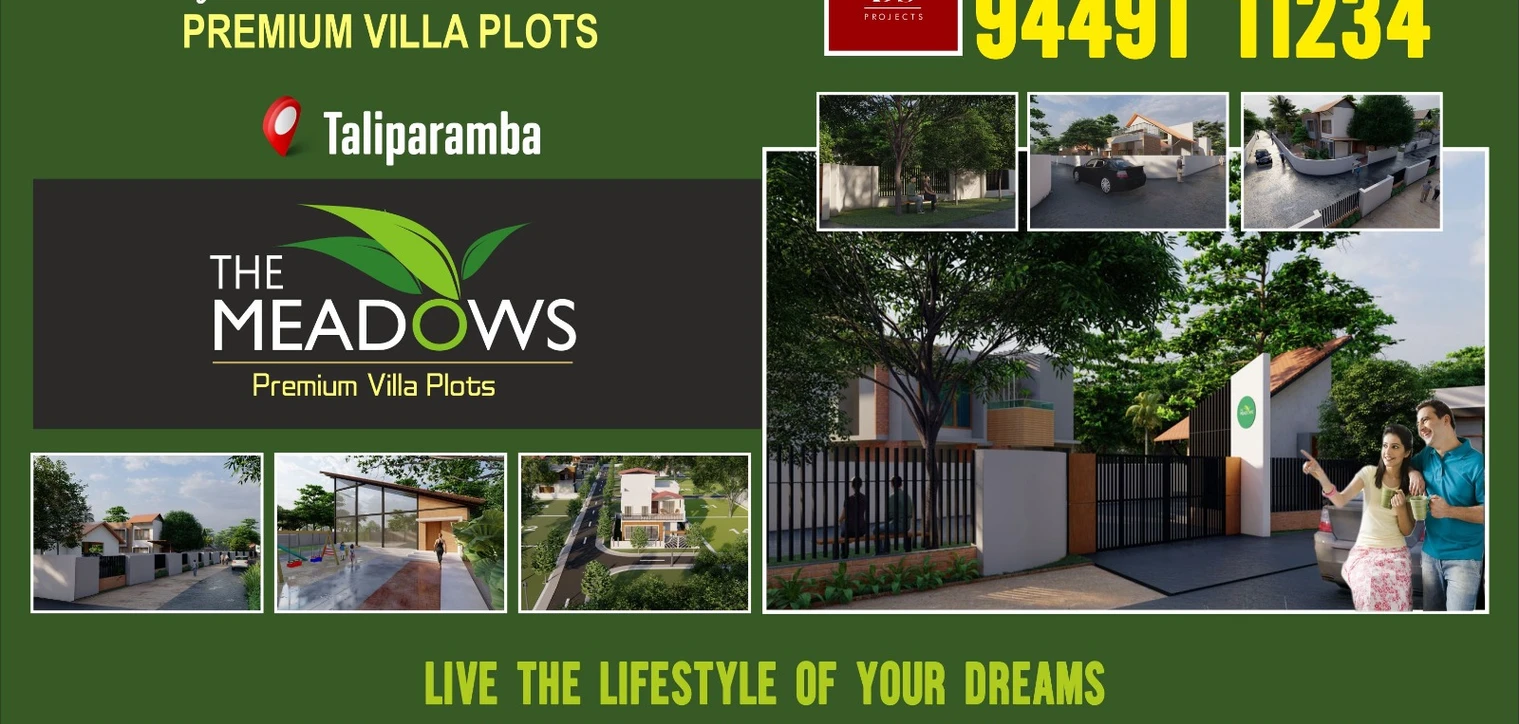 PREMIUM VILLA PLOTS
PROJECTS
94491 11234
Taliparamba
THE
MEADOWS
Premium Villa Plots
LIVE THE LIFESTYLE OF YOUR DREAMS